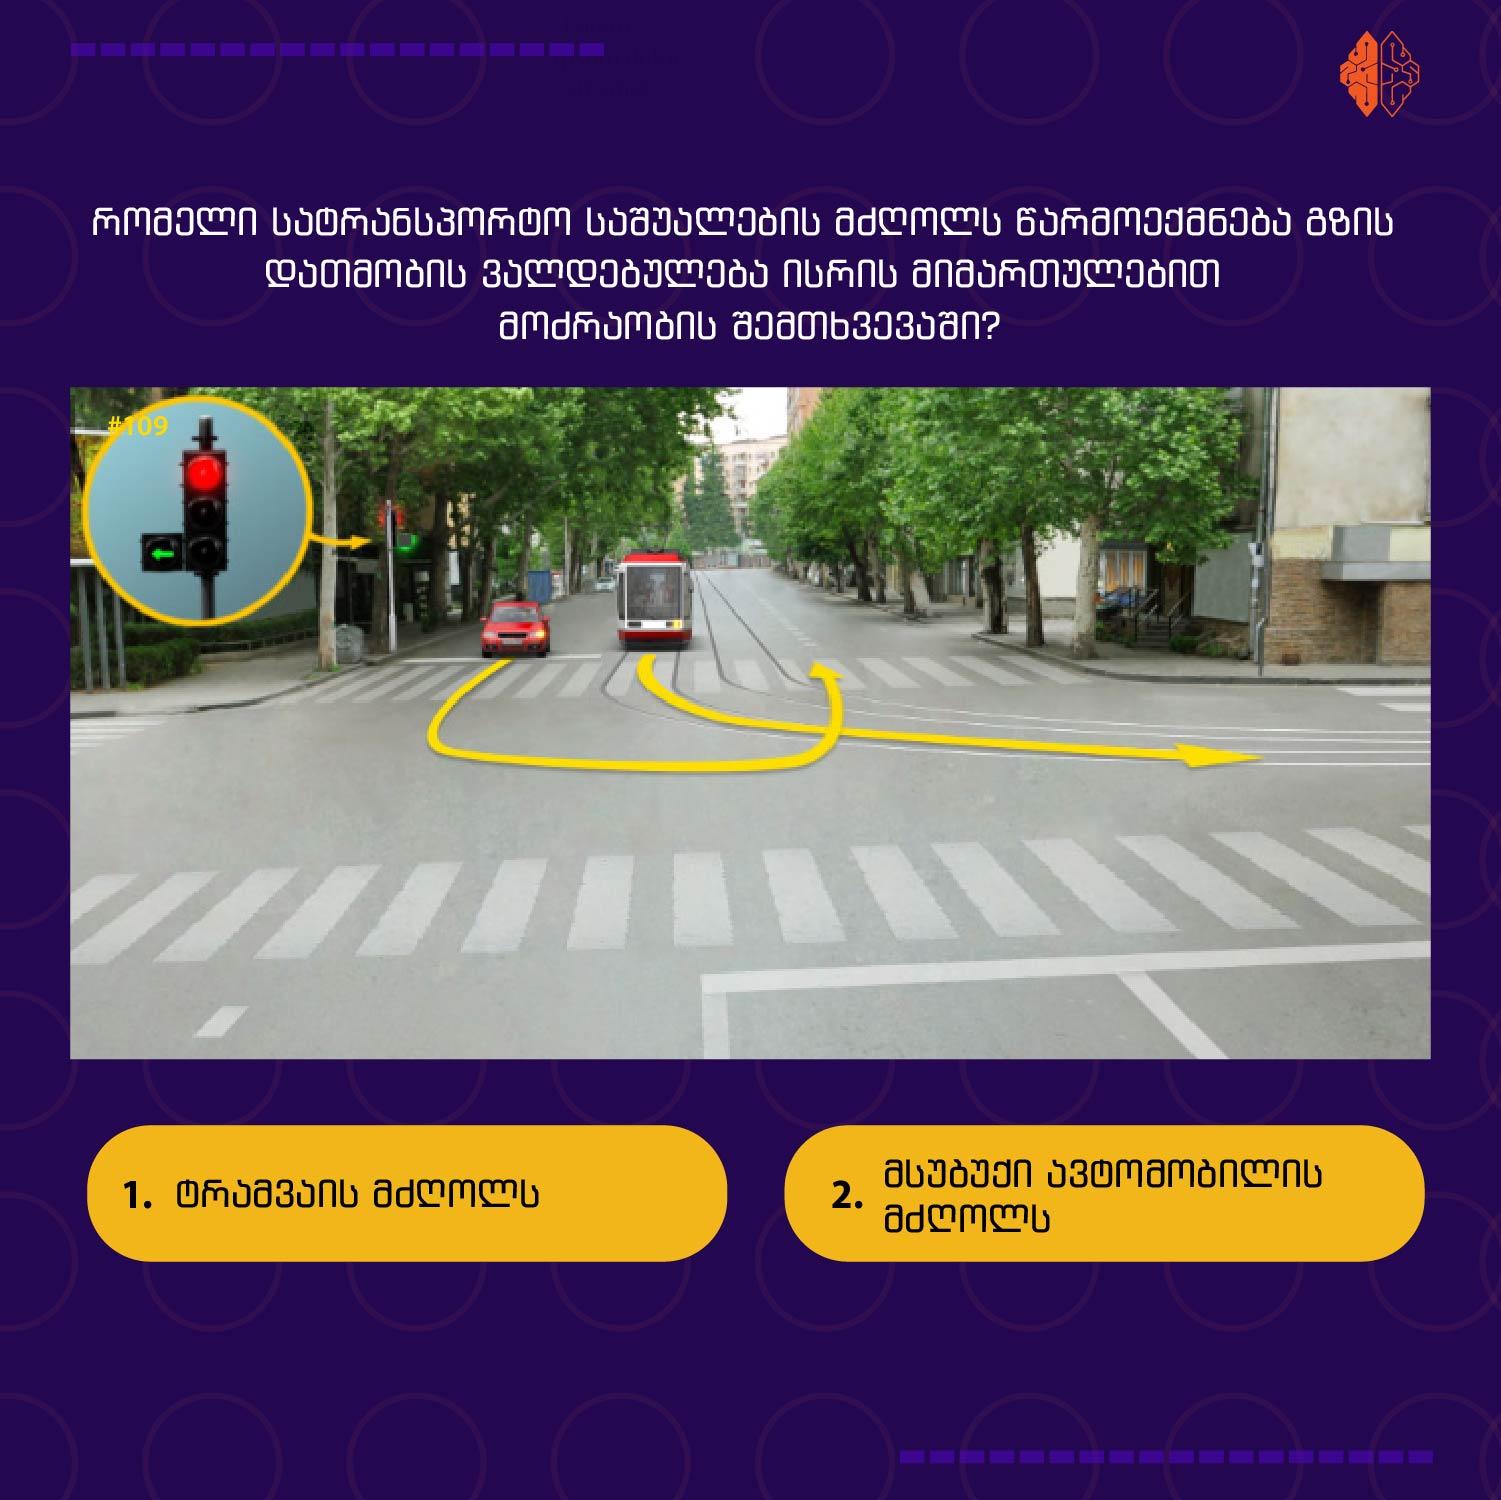 რომელი სატრანსპორტო საშუალების მძღოლს წარმოექმნება გზის
დათმობის ვალდებულება ისრის მიმართულებით
მოძრაობის შემთხვევაში?
#109
1. ტრამვაის მძღოლს
2. მსუბუქი ავტომობილის
მძღოლს